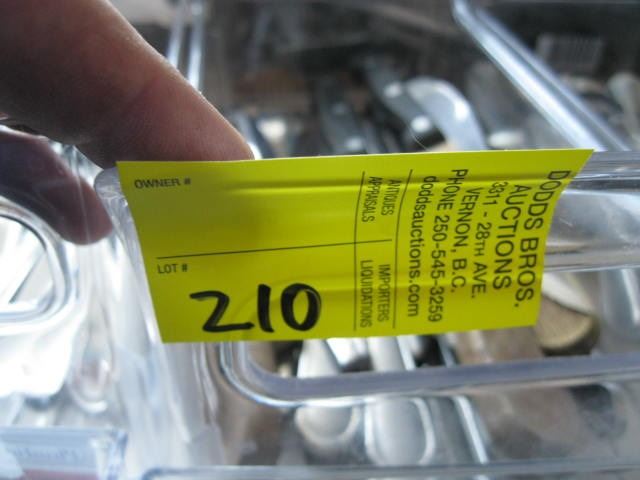 OWNER #
LOT #
210
ANTIQUES
APPRAISALS
IMPORTERS
LIQUIDATIONS
DODDS BROS.
AUCTIONS
3311 - 28TH AVE.
VERNON, B.C.
PHONE 250-545-3259
doddsauctions.com